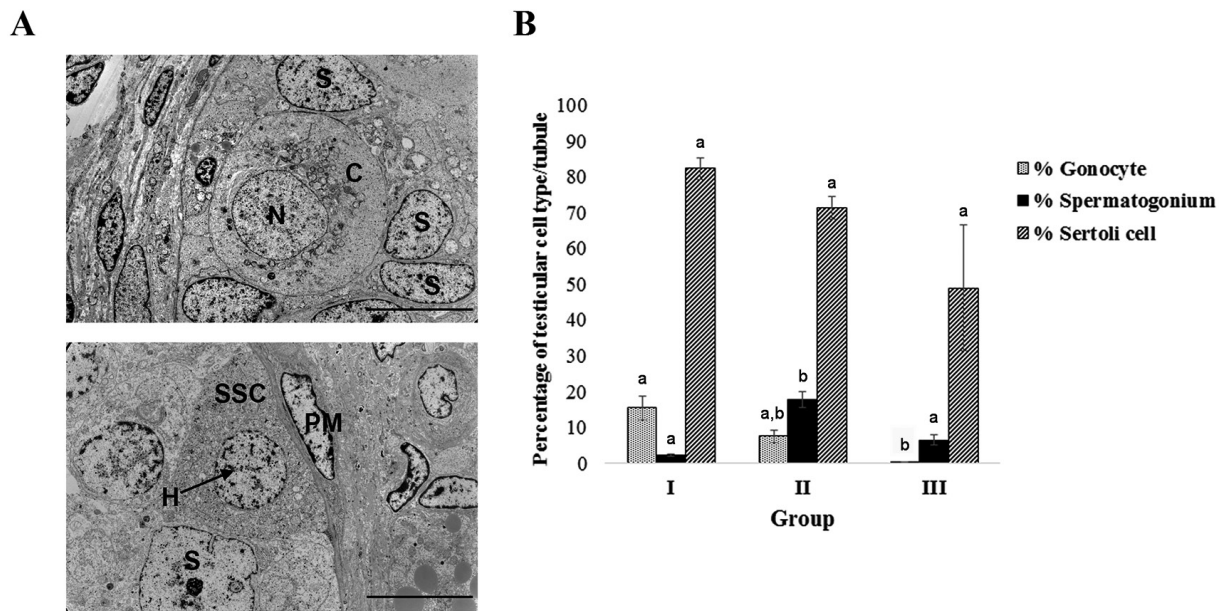 A
S
C
N
S
S
SSC
PM
H
S
B
Percentage of testicular cell type/tubule
100
90
80
70
60
50
40
30
20
10
0
a
a
a
a,b
b
a
b
a
a
I
II
III
Group
% Gonocyte
% Spermatogonium
% Sertoli cell